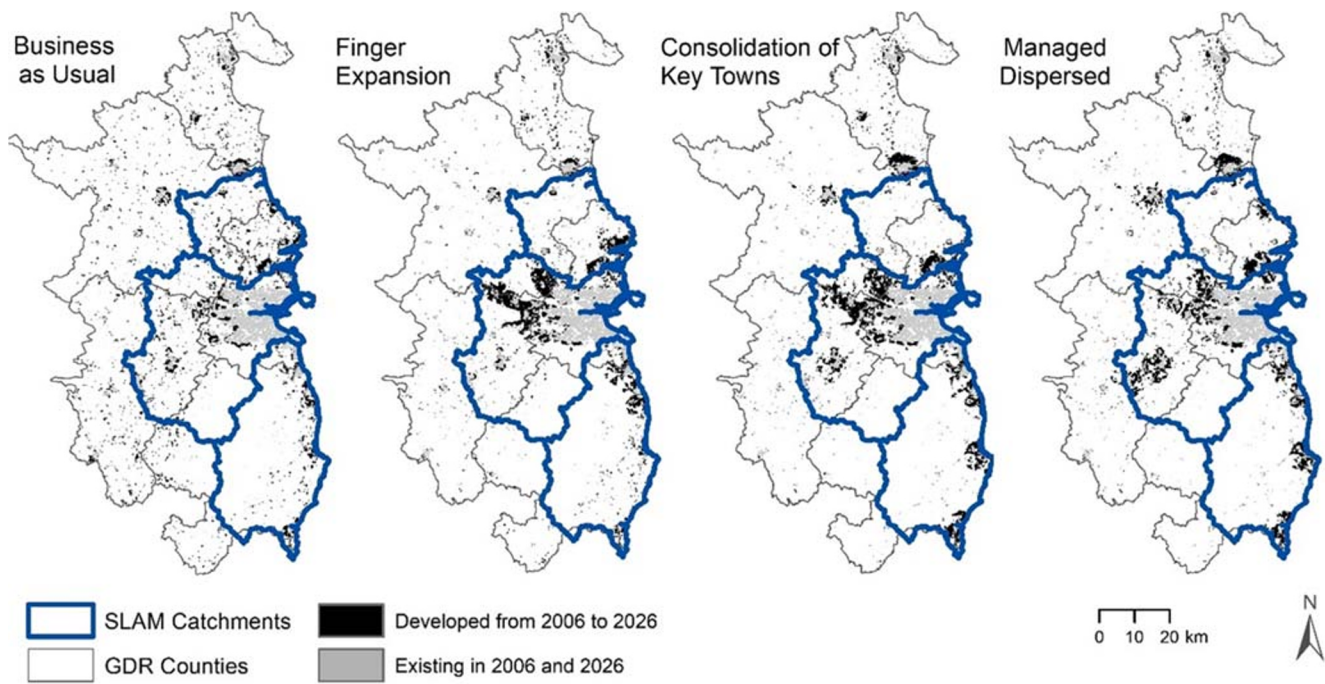 Business
as Usual
Finger
Expansion
Consolidation of
Key Towns
Managed
Dispersed
SLAM Catchments
Developed from 2006 to 2026
GDR Counties
Existing in 2006 and 2026
0 10 20 km
N